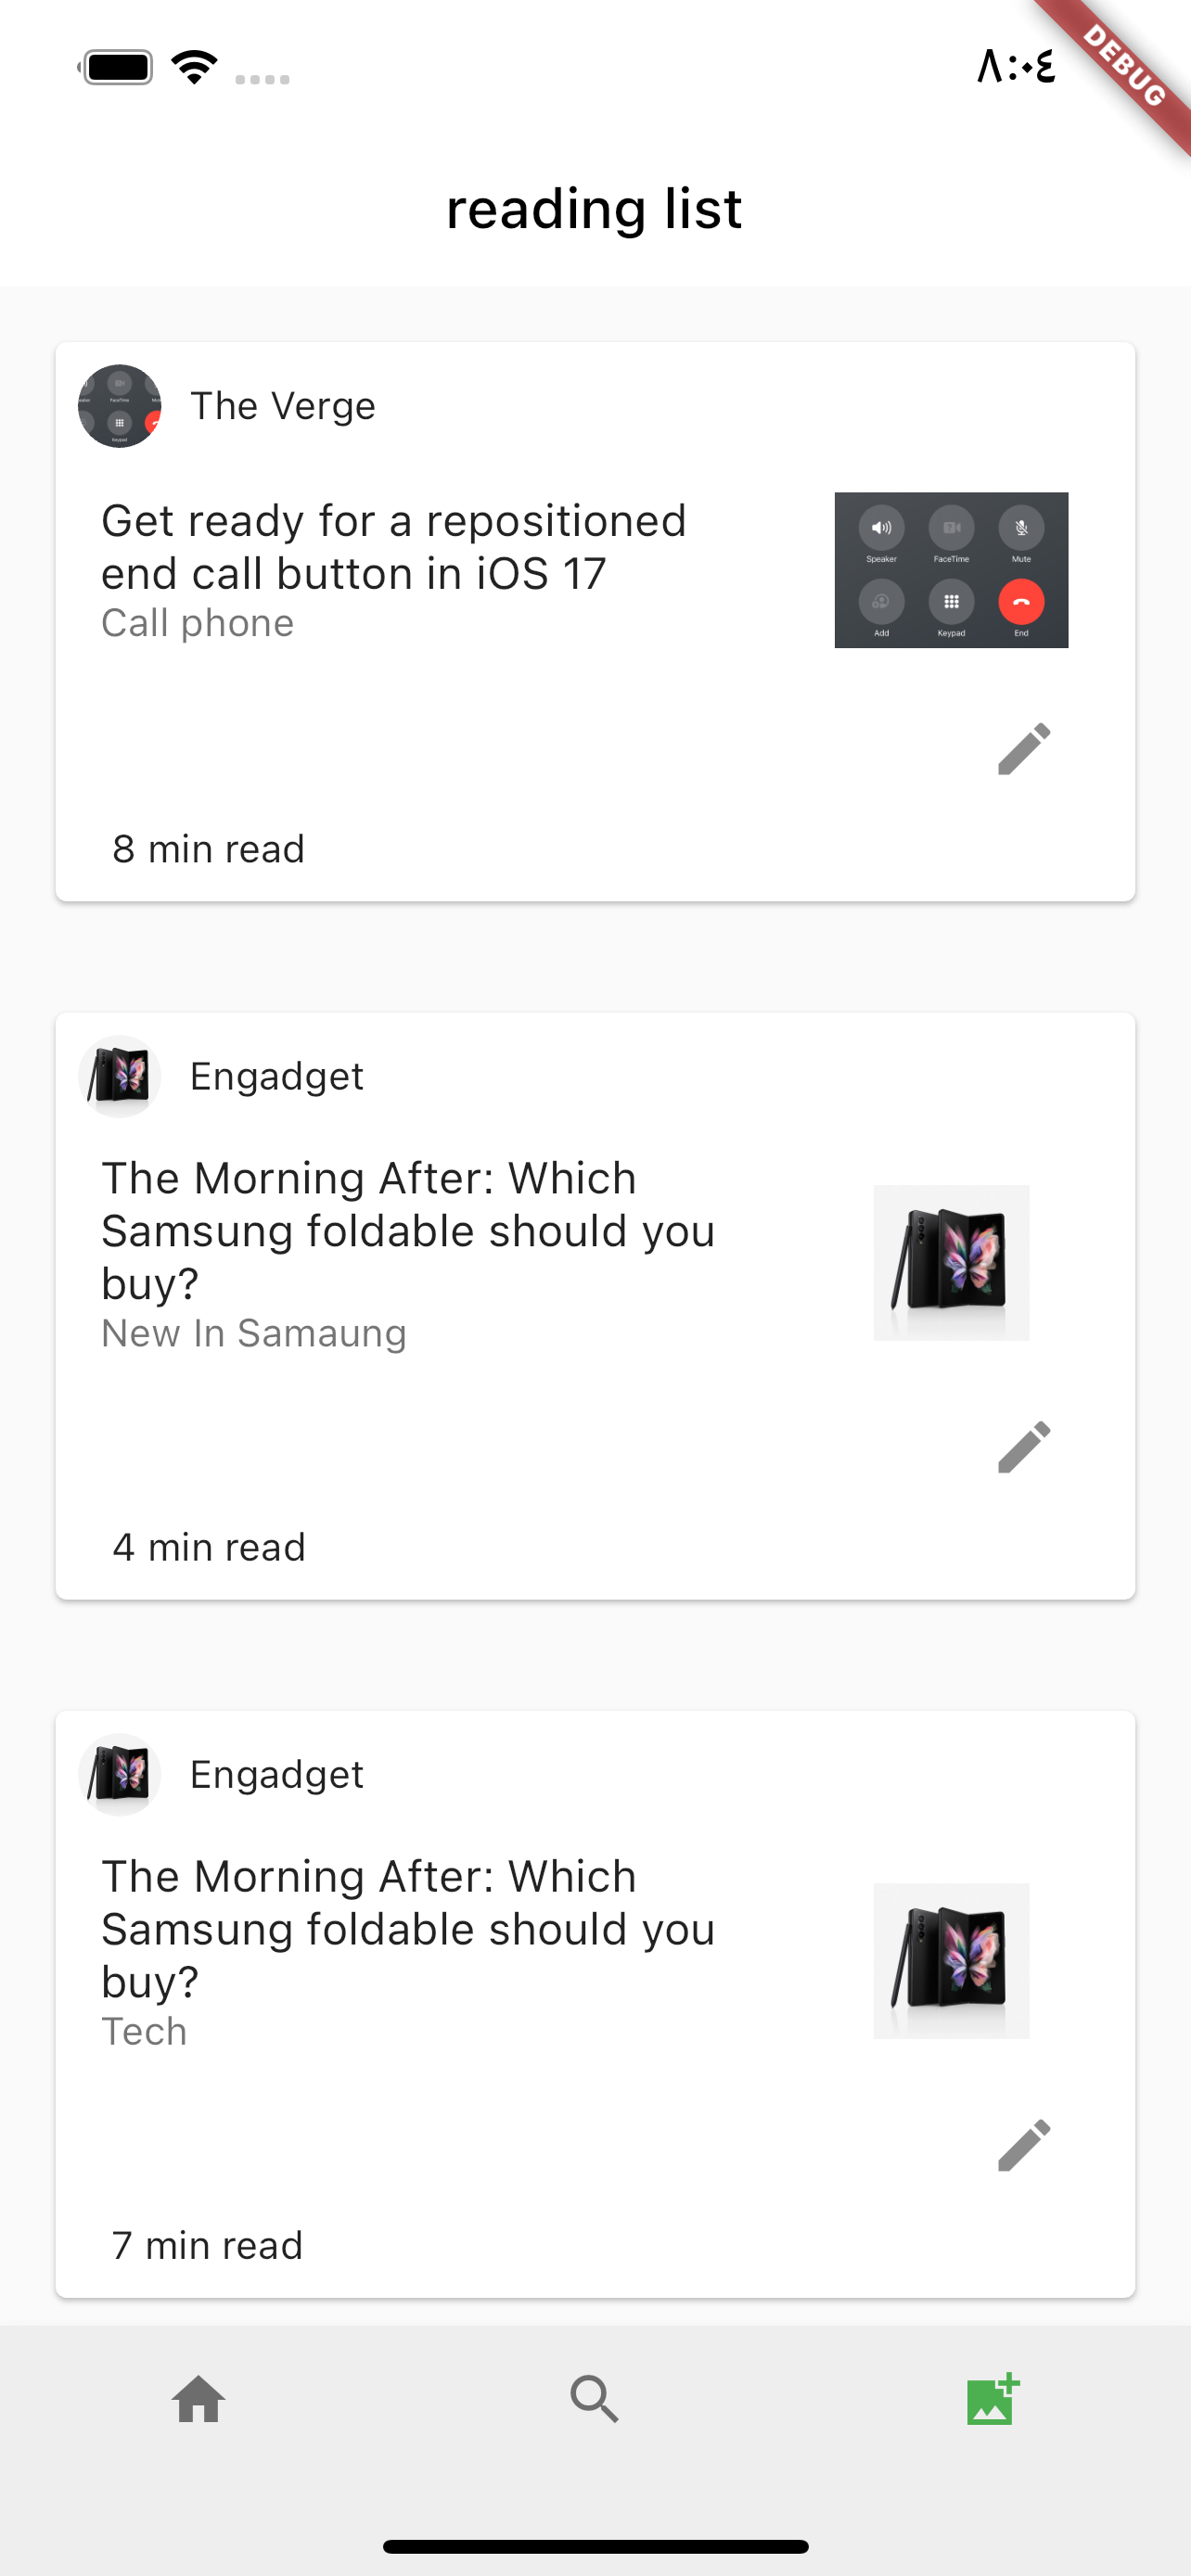 ٨:٠٤
DEBUG
reading list
The Verge
Get ready for a repositioned
end call button in iOS 17
Call phone
Speaker FaceTime Mute
Add Keypad End
8 min read
Engadget
The Morning After: Which
Samsung foldable should you
buy?
New In Samaung
4 min read
Engadget
The Morning After: Which
Samsung foldable should you
buy?
Tech
7 min read